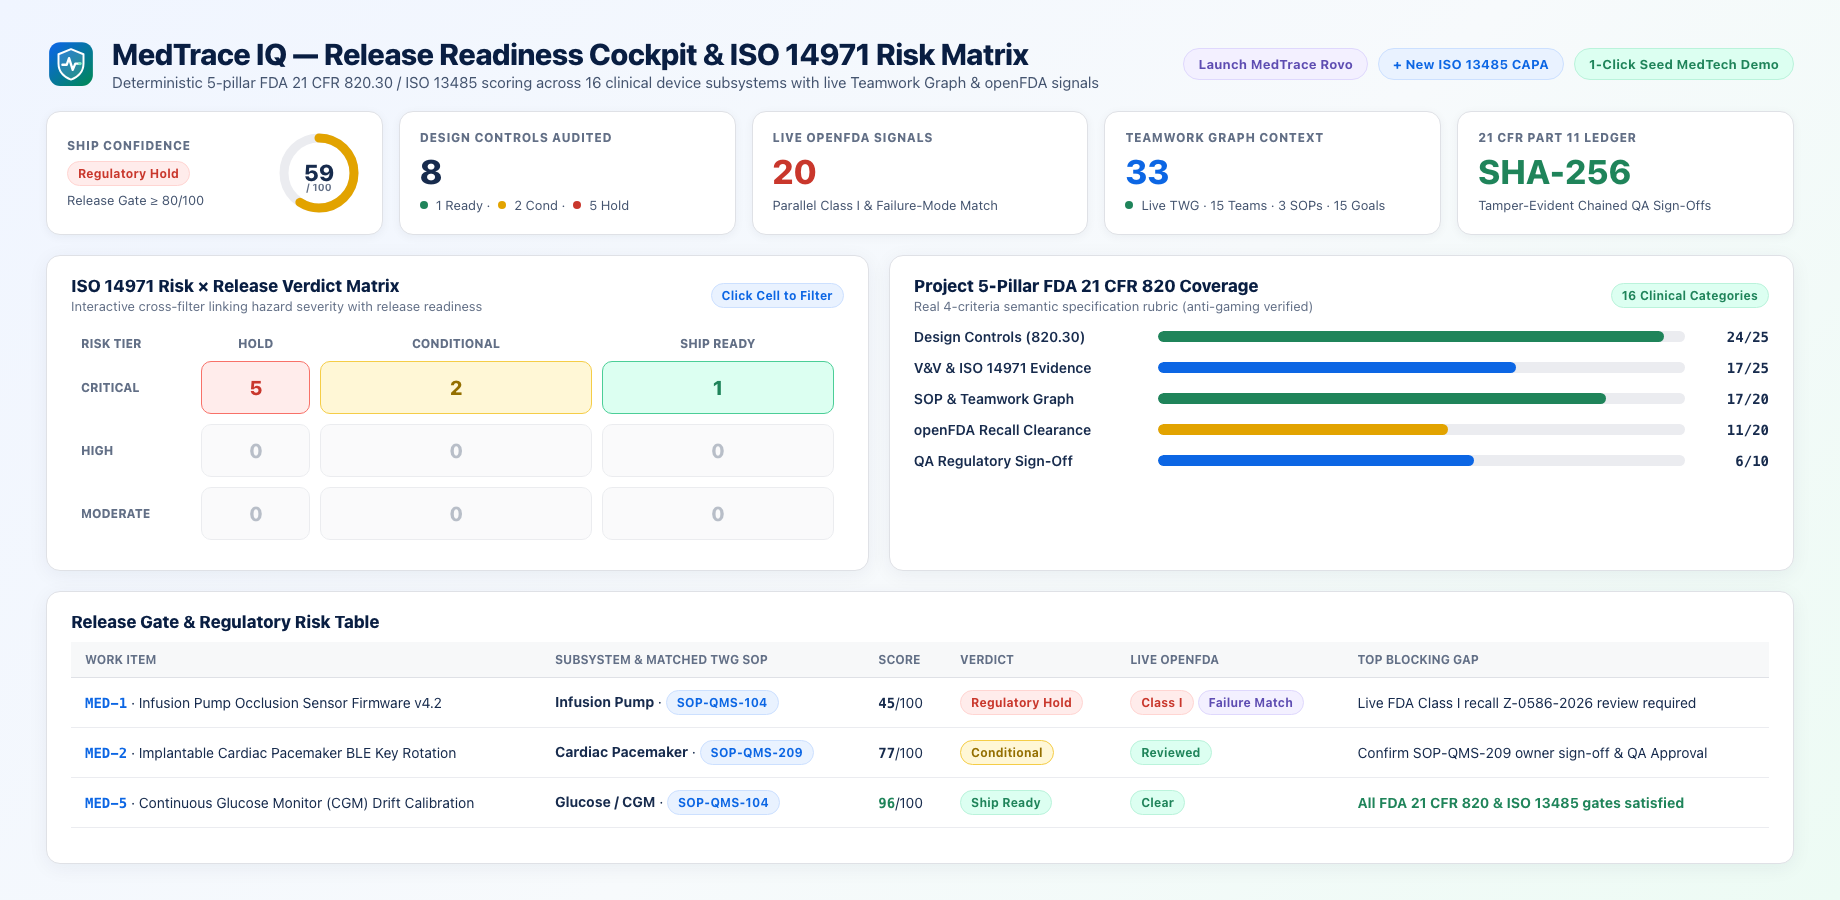 MedTrace IQ — Release Readiness Cockpit & ISO 14971 Risk Matrix
Deterministic 5-pillar FDA 21 CFR 820.30 / ISO 13485 scoring across 16 clinical device subsystems with live Teamwork Graph & openFDA signals
Launch MedTrace Rovo
+ New ISO 13485 CAPA
1-Click Seed MedTech Demo
SHIP CONFIDENCE
Regulatory Hold
Release Gate ≥ 80/100
59
/ 100
DESIGN CONTROLS AUDITED
8
1 Ready · 2 Cond · 5 Hold
LIVE OPENFDA SIGNALS
20
Parallel Class I & Failure-Mode Match
TEAMWORK GRAPH CONTEXT
33
Live TWG · 15 Teams · 3 SOPs · 15 Goals
21 CFR PART 11 LEDGER
SHA-256
Tamper-Evident Chained QA Sign-Offs
ISO 14971 Risk × Release Verdict Matrix
Interactive cross-filter linking hazard severity with release readiness
Click Cell to Filter
RISK TIER HOLD CONDITIONAL SHIP READY
CRITICAL 5 2 1
HIGH 0 0 0
MODERATE 0 0 0
Project 5-Pillar FDA 21 CFR 820 Coverage
Real 4-criteria semantic specification rubric (anti-gaming verified)
16 Clinical Categories
Design Controls (820.30) 24/25
V&V & ISO 14971 Evidence 17/25
SOP & Teamwork Graph 17/20
openFDA Recall Clearance 11/20
QA Regulatory Sign-Off 6/10
Release Gate & Regulatory Risk Table
WORK ITEM SUBSYSTEM & MATCHED TWG SOP SCORE VERDICT LIVE OPENFDA TOP BLOCKING GAP
MED-1 · Infusion Pump Occlusion Sensor Firmware v4.2 Infusion Pump · SOP-QMS-104 45/100 Regulatory Hold Class I Failure Match Live FDA Class I recall Z-0586-2026 review required
MED-2 · Implantable Cardiac Pacemaker BLE Key Rotation Cardiac Pacemaker · SOP-QMS-209 77/100 Conditional Reviewed Confirm SOP-QMS-209 owner sign-off & QA Approval
MED-5 · Continuous Glucose Monitor (CGM) Drift Calibration Glucose / CGM · SOP-QMS-104 96/100 Ship Ready Clear All FDA 21 CFR 820 & ISO 13485 gates satisfied